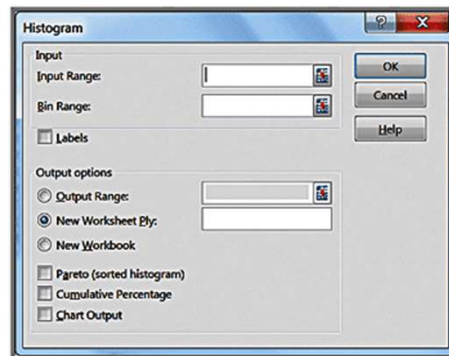 Histogram
Input
Input Range:
Bin Range:
Labels
OK
Cancel
Help
Output options
Output Range:
New Worksheet Ply:
New Workbook
Pareto (sorted histogram)
Cumulative Percentage
Chart Output